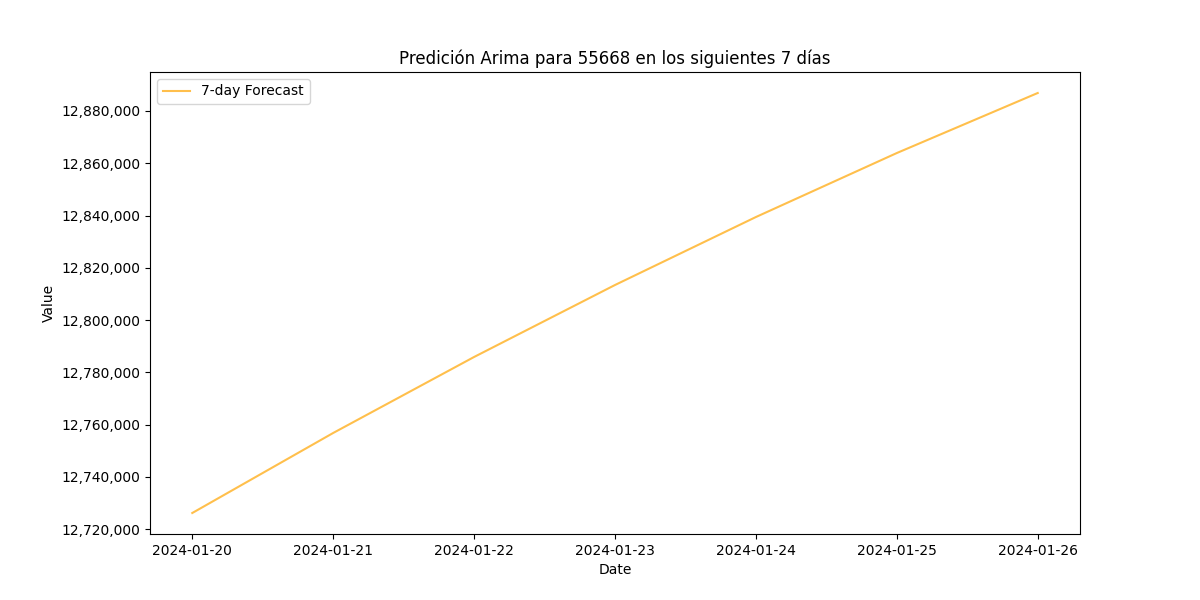 Predición Arima para 55668 en los siguientes 7 días
7-day Forecast
Value
12,880,000
12,860,000
12,840,000
12,820,000
12,800,000
12,780,000
12,760,000
12,740,000
12,720,000
2024-01-20 2024-01-21 2024-01-22 2024-01-23 2024-01-24 2024-01-25 2024-01-26
Date